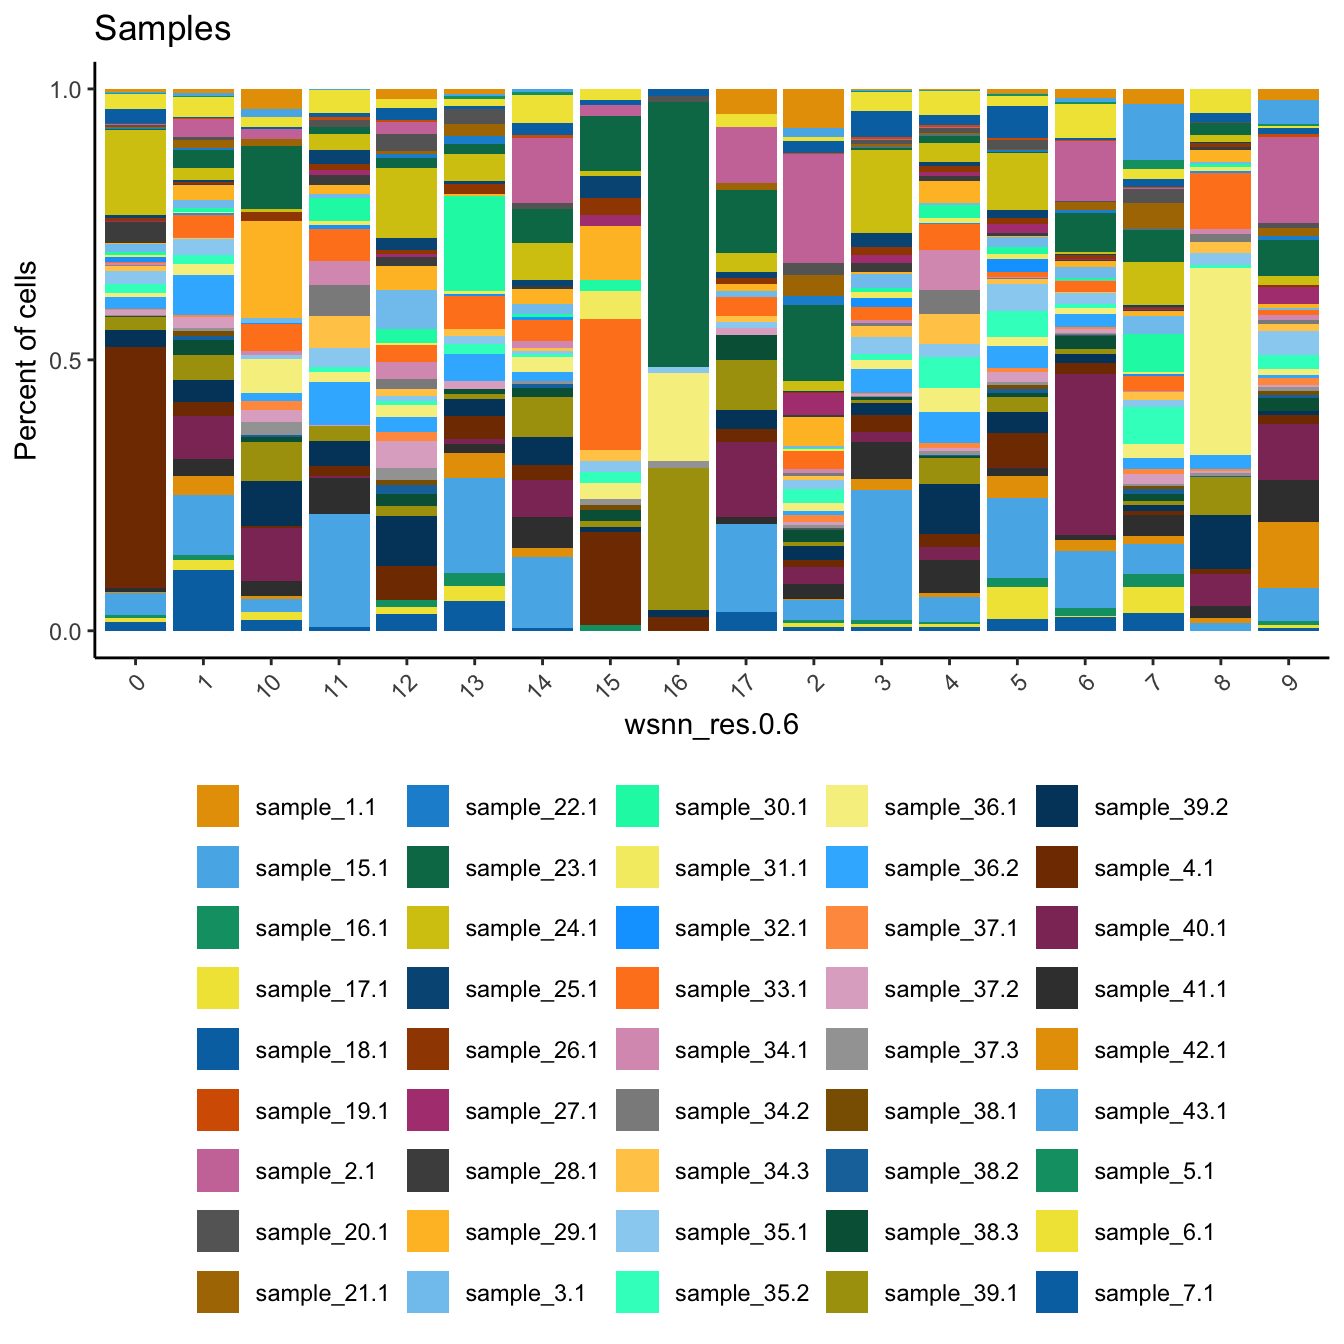 Samples
1.0
0.5
0.0
Percent of cells
0 1 10 11 12 13 14 15 16 17 2 3 4 5 6 7 8 9
wsnn_res.0.6
sample_1.1 sample_22.1 sample_30.1 sample_36.1 sample_39.2
sample_15.1 sample_23.1 sample_31.1 sample_36.2 sample_4.1
sample_16.1 sample_24.1 sample_32.1 sample_37.1 sample_40.1
sample_17.1 sample_25.1 sample_33.1 sample_37.2 sample_41.1
sample_18.1 sample_26.1 sample_34.1 sample_37.3 sample_42.1
sample_19.1 sample_27.1 sample_34.2 sample_38.1 sample_43.1
sample_2.1 sample_28.1 sample_34.3 sample_38.2 sample_5.1
sample_20.1 sample_29.1 sample_35.1 sample_38.3 sample_6.1
sample_21.1 sample_3.1 sample_35.2 sample_39.1 sample_7.1